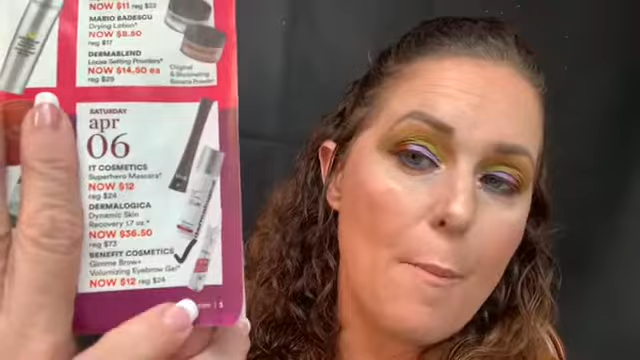 NOW $11 reg $22
MARIO BADESCU
Drying Lotion*
NOW $8.50
reg $17
DERMABLEND
Loose Setting Powders*
NOW $14.50 ea
reg $29
Original
& Illuminating
Banana Powder*
SATURDAY
apr
06
IT COSMETICS
Superhero Mascara*
NOW $12
reg $24
DERMALOGICA
Dynamic Skin
Recovery 1.7 oz.*
NOW $36.50
reg $73
BENEFIT COSMETICS
Gimme Brow+
Volumizing Eyebrow Gel*
NOW $12 reg $24
| 5